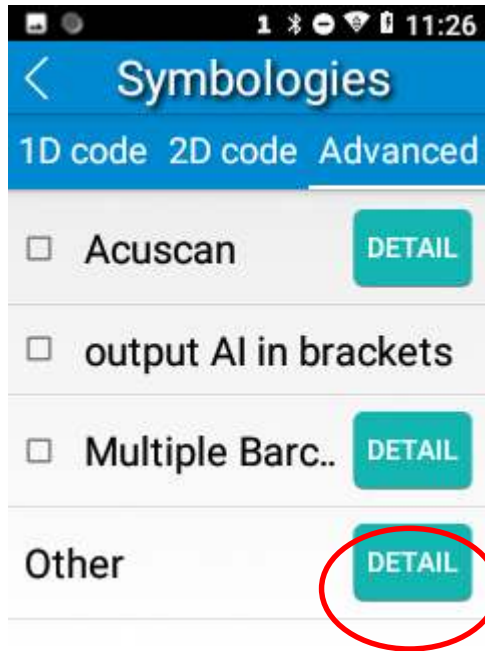 1 11:26
Symbologies
1D code 2D code Advanced
Acuscan DETAIL
output AI in brackets
Multiple Barc.. DETAIL
Other DETAIL